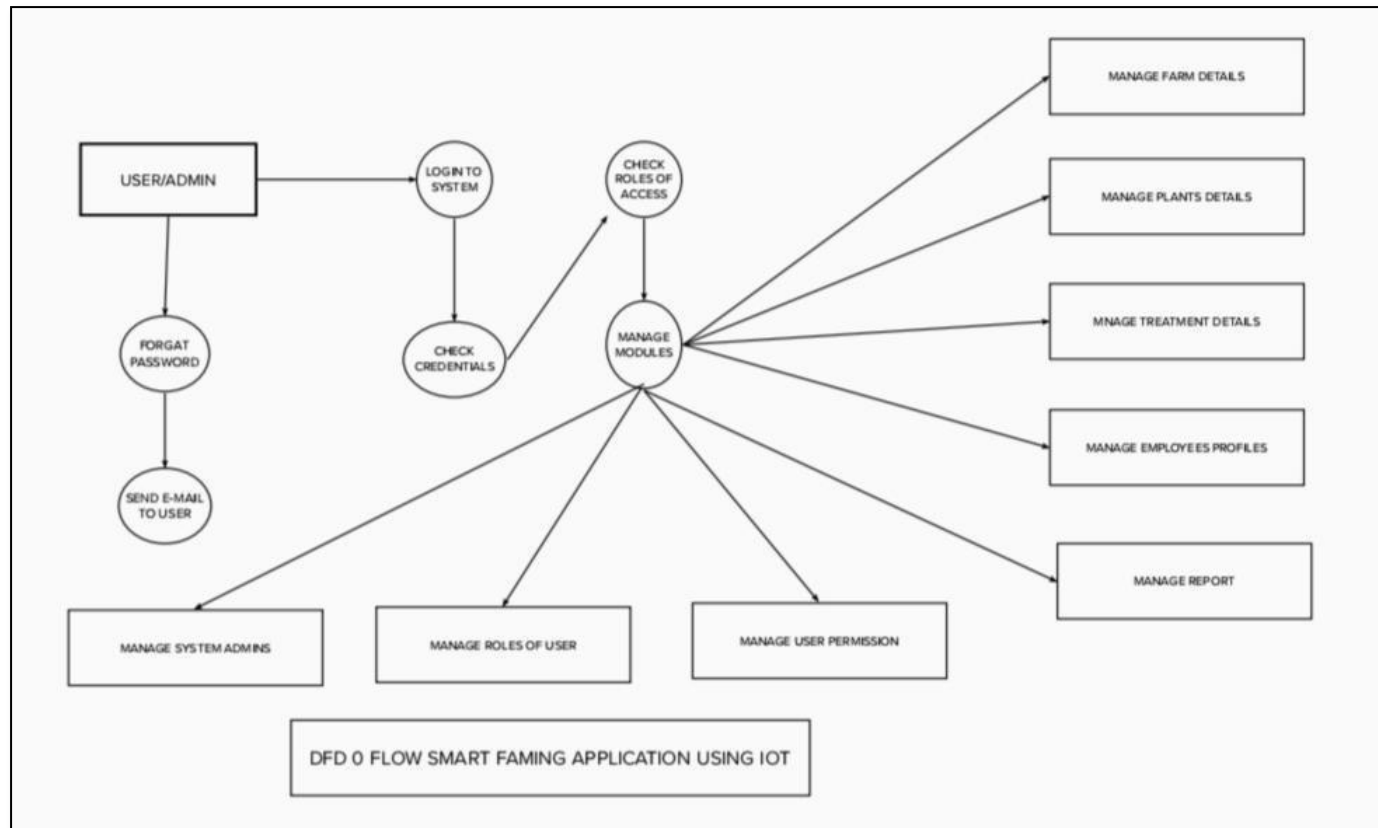 MANAGE FARM DETAILS
USER/ADMIN
LOGIN TO
SYSTEM
CHECK
ROLES OF
ACCESS
MANAGE PLANTS DETAILS
FORGAT
PASSWORD
CHECK
CREDENTIALS
MANAGE
MODULES
MNAGE TREATMENT DETAILS
MANAGE EMPLOYEES PROFILES
SEND E-MAIL
TO USER
MANAGE REPORT
MANAGE SYSTEM ADMINS
MANAGE ROLES OF USER
MANAGE USER PERMISSION
DFD 0 FLOW SMART FAMING APPLICATION USING IOT